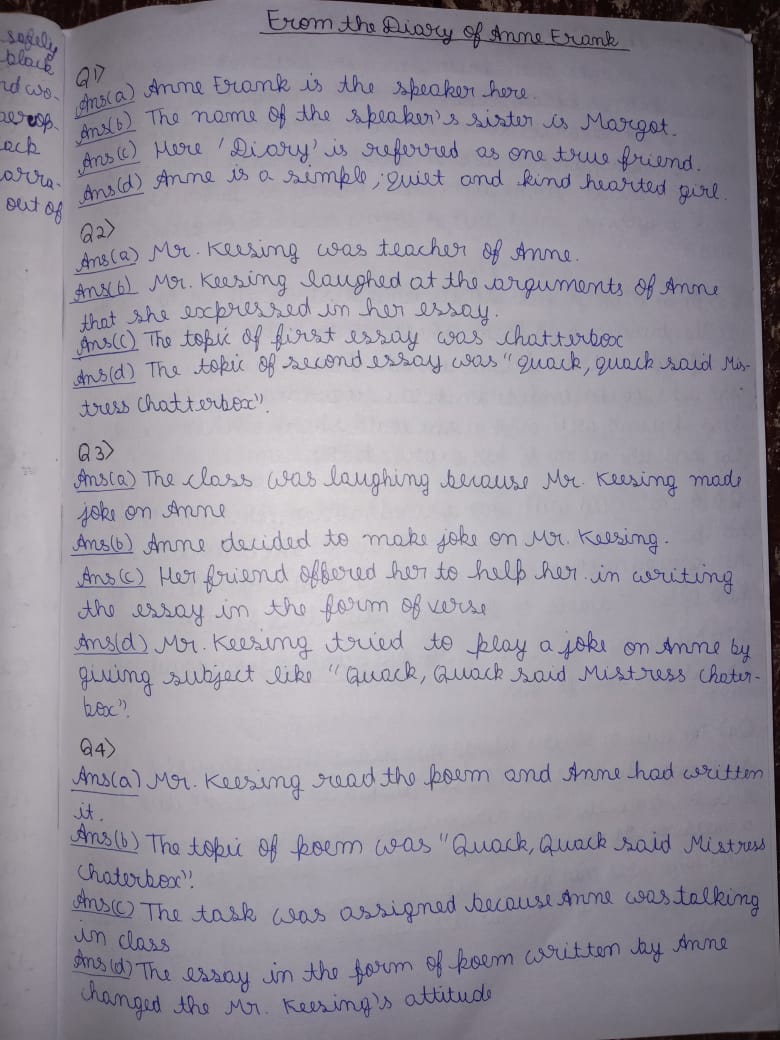 safely
black
rd wo-
aerop-
ack
arra-
out of
From the Diary of Anne Frank
Q1>
Ans(a) Anne Frank is the speaker here.
Ans(b) The name of the speaker's sister is Margot.
Ans(c) Here 'Diary' is referred as one true friend.
Ans(d) Anne is a simple, quiet and kind hearted girl.
Q2>
Ans(a) Mr. Keesing was teacher of Anne.
Ans(b) Mr. Keesing laughed at the arguments of Anne
that she expressed in her essay.
Ans(c) The topic of first essay was chatterbox
Ans(d) The topic of second essay was "quack, quack said Mis-
tress Chatterbox".
Q3>
Ans(a) The class was laughing because Mr. Keesing made
joke on Anne
Ans(b) Anne decided to make joke on Mr. Keesing.
Ans(c) Her friend offered her to help her in writing
the essay in the form of verse
Ans(d) Mr. Keesing tried to play a joke on Anne by
giving subject like "Quack, Quack said Mistress Chater-
box".
Q4>
Ans(a) Mr. Keesing read the poem and Anne had written
it.
Ans(b) The topic of poem was "Quack, Quack said Mistress
Chaterbox".
Ans(c) The task was assigned because Anne was talking
in class
Ans(d) The essay in the form of poem written by Anne
changed the Mr. Keesing's attitude